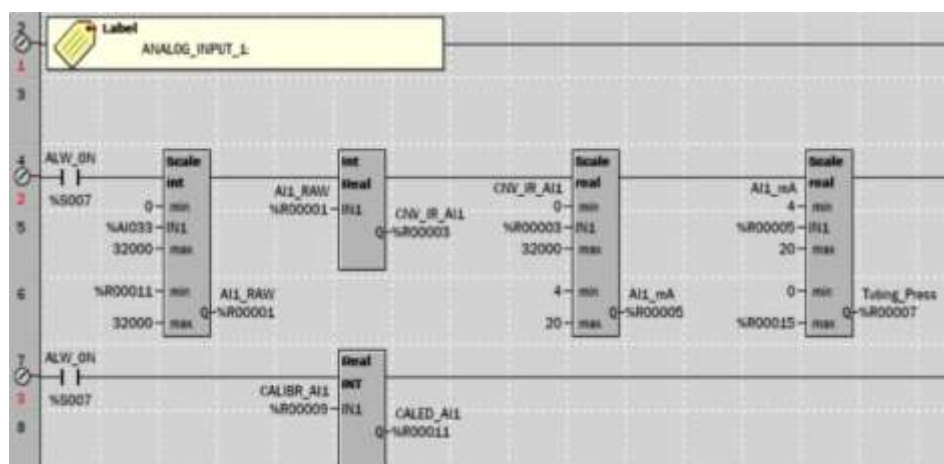 2
Label
ANALOG_INPUT_1:
1
3
4
ALW_ON
Scale
Int
Scale
Scale
int
Real
real
real
2
%S007
AI1_RAW
CNV_IR_AI1
AI1_mA
0 min
%R00001 IN1
0 min
4 min
5
%AI033 IN1
CNV_IR_AI1
%R00003 IN1
%R00005 IN1
32000 max
Q %R00003
32000 max
20 max
6
%R00011 min
AI1_RAW
4 min
AI1_mA
0 min
Tubing_Press
Q %R00001
Q %R00005
Q %R00007
32000 max
20 max
%R00015 max
7
ALW_ON
Real
INT
3
%S007
CALIBR_AI1
%R00009 IN1
CALED_AI1
8
Q %R00011